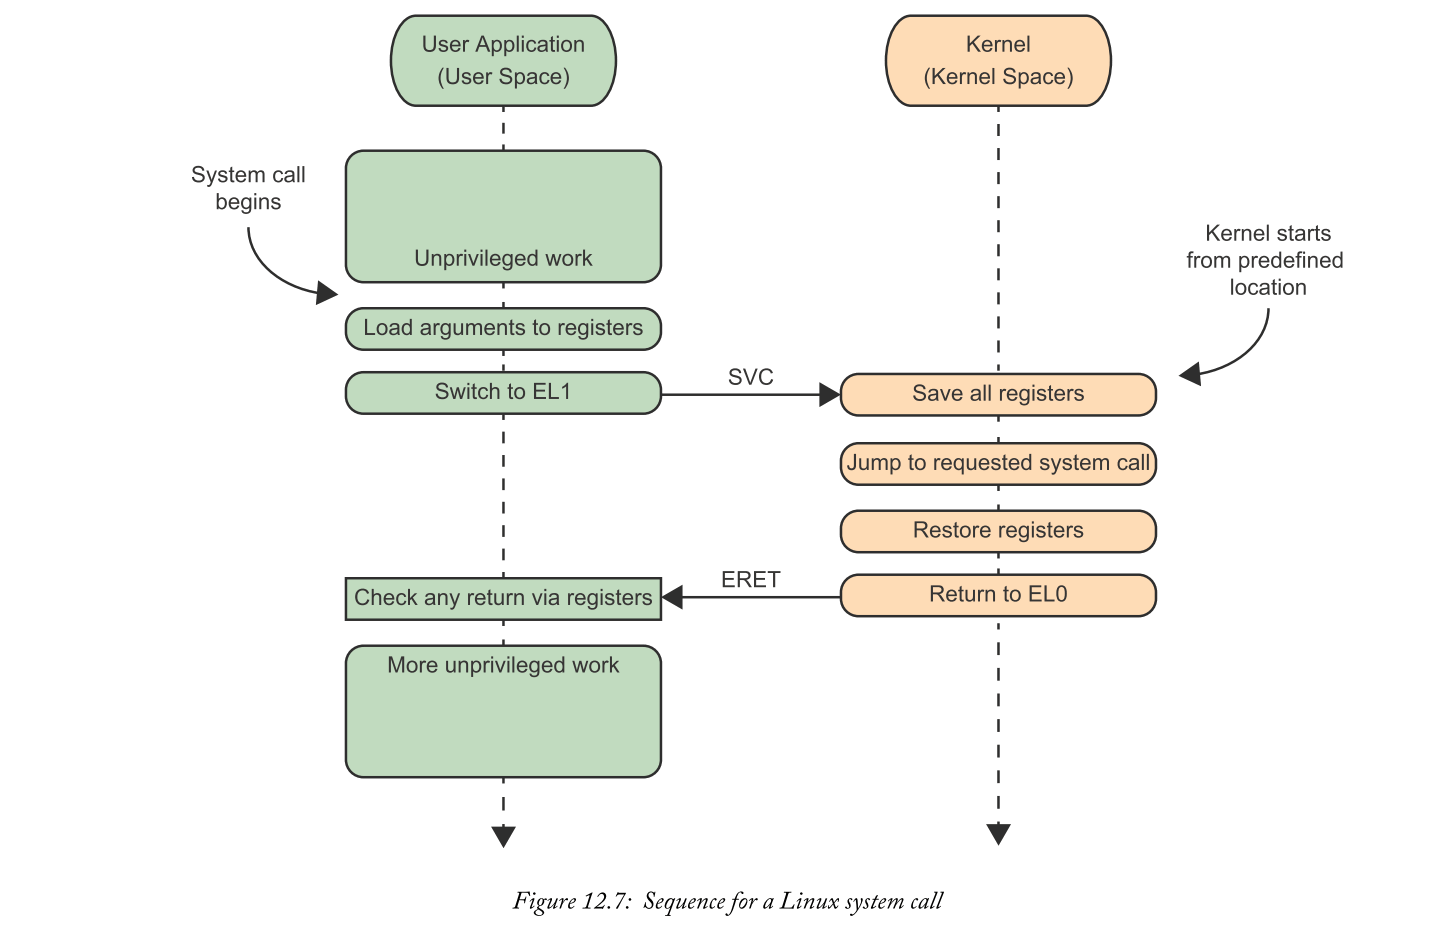 User Application
(User Space)
Kernel
(Kernel Space)
System call
begins
Unprivileged work
Kernel starts
from predefined
location
Load arguments to registers
Switch to EL1
SVC
Save all registers
Jump to requested system call
Restore registers
Check any return via registers
ERET
Return to EL0
More unprivileged work
Figure 12.7: Sequence for a Linux system call